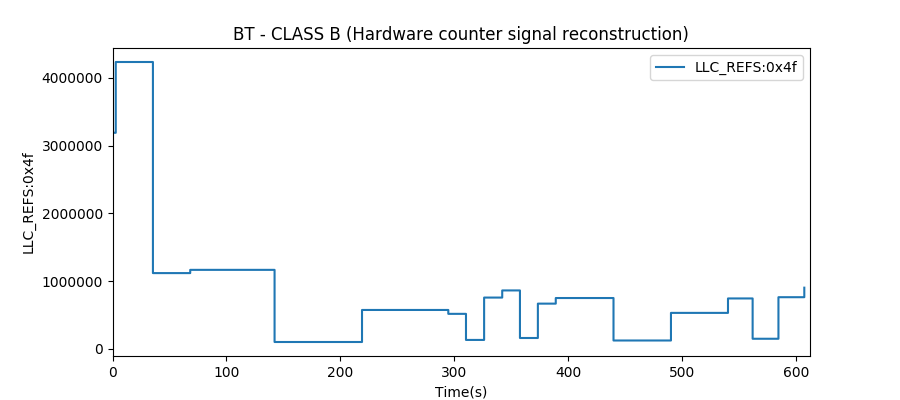 BT - CLASS B (Hardware counter signal reconstruction)
LLC_REFS:0x4f
LLC_REFS:0x4f
4000000
3000000
2000000
1000000
0
0 100 200 300 400 500 600
Time(s)